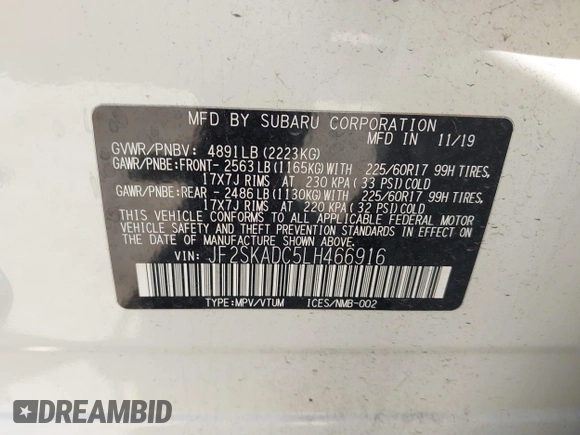 MFD BY SUBARU CORPORATION
MFD IN 11/19
GVWR/PNBV: 4891LB(2223KG)
GAWR/PNBE:FRONT- 2563LB(1165KG)WITH 225/60R17 99H TIRES,
17X7J RIMS AT 230 KPA(33 PSI)COLD
GAWR/PNBE:REAR - 2486LB(1130KG)WITH 225/60R17 99H TIRES,
17X7J RIMS AT 220 KPA(32 PSI)COLD
THIS VEHICLE CONFORMS TO ALL APPLICABLE FEDERAL MOTOR
VEHICLE SAFETY, BUMPER, AND THEFT PREVENTION STANDARDS
IN EFFECT ON THE DATE OF MANUFACTURE SHOWN ABOVE.
VIN: JF2SKADC5LH466916
TYPE:MPV/VTUM ICES/NMB-002
DREAMBID